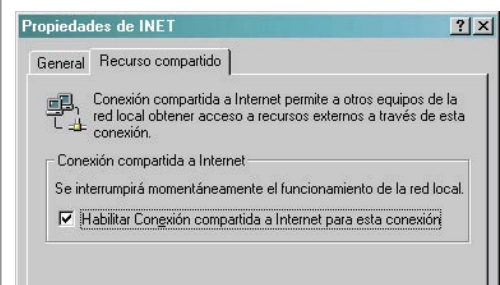 Propiedades de INET
General Recurso compartido
Conexión compartida a Internet permite a otros equipos de la
red local obtener acceso a recursos externos a través de esta
conexión.
Conexión compartida a Internet
Se interrumpirá momentáneamente el funcionamiento de la red local.
Habilitar Conexión compartida a Internet para esta conexión